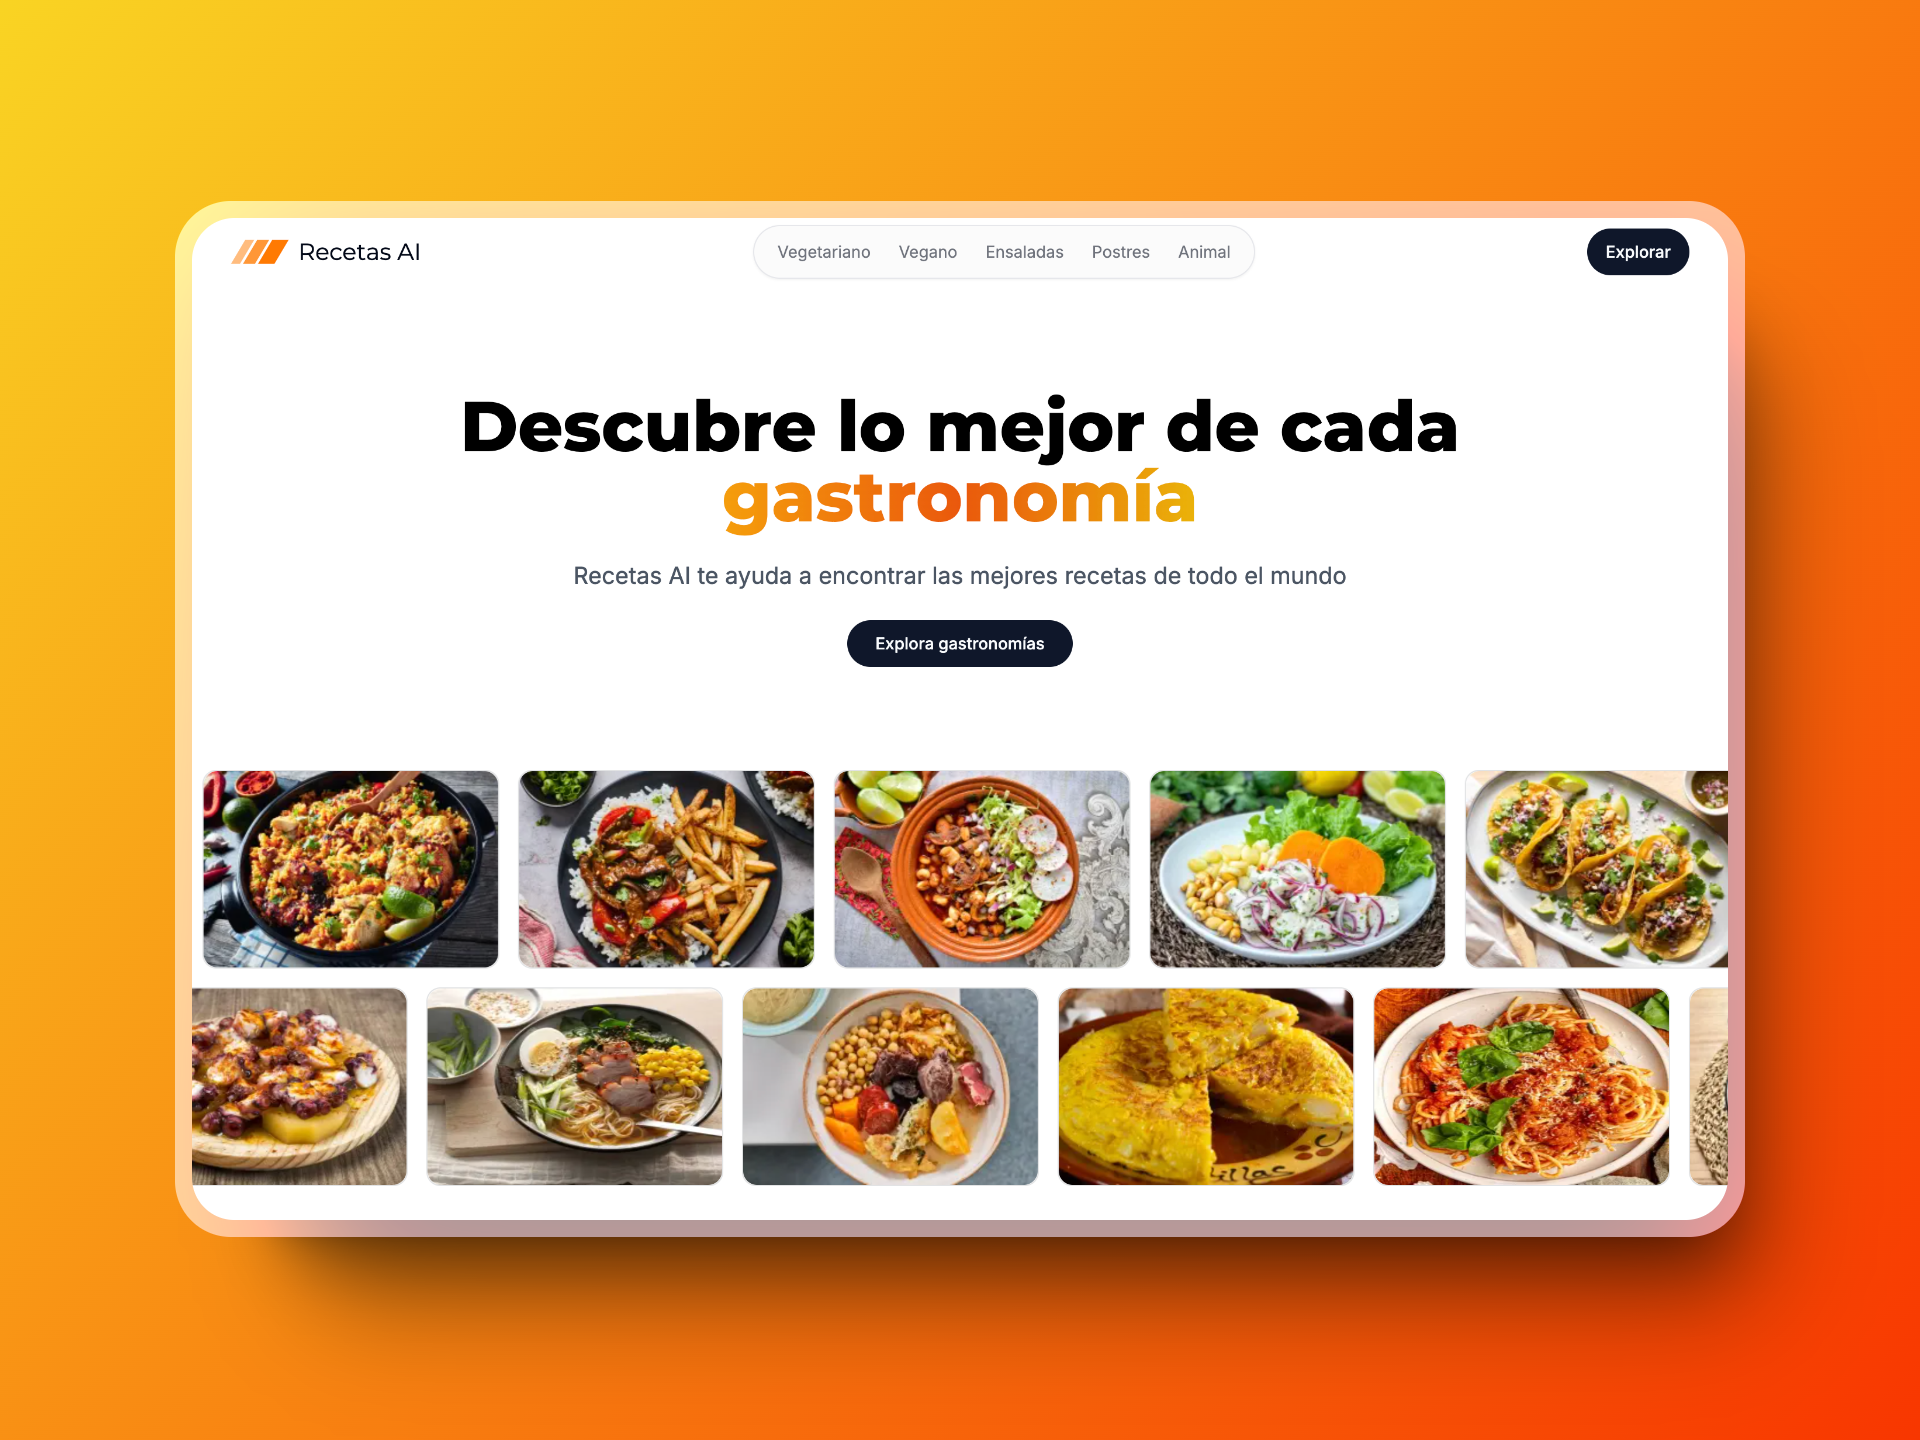 Recetas AI
Vegetariano Vegano Ensaladas Postres Animal
Explorar
Descubre lo mejor de cada
gastronomía
Recetas AI te ayuda a encontrar las mejores recetas de todo el mundo
Explora gastronomías